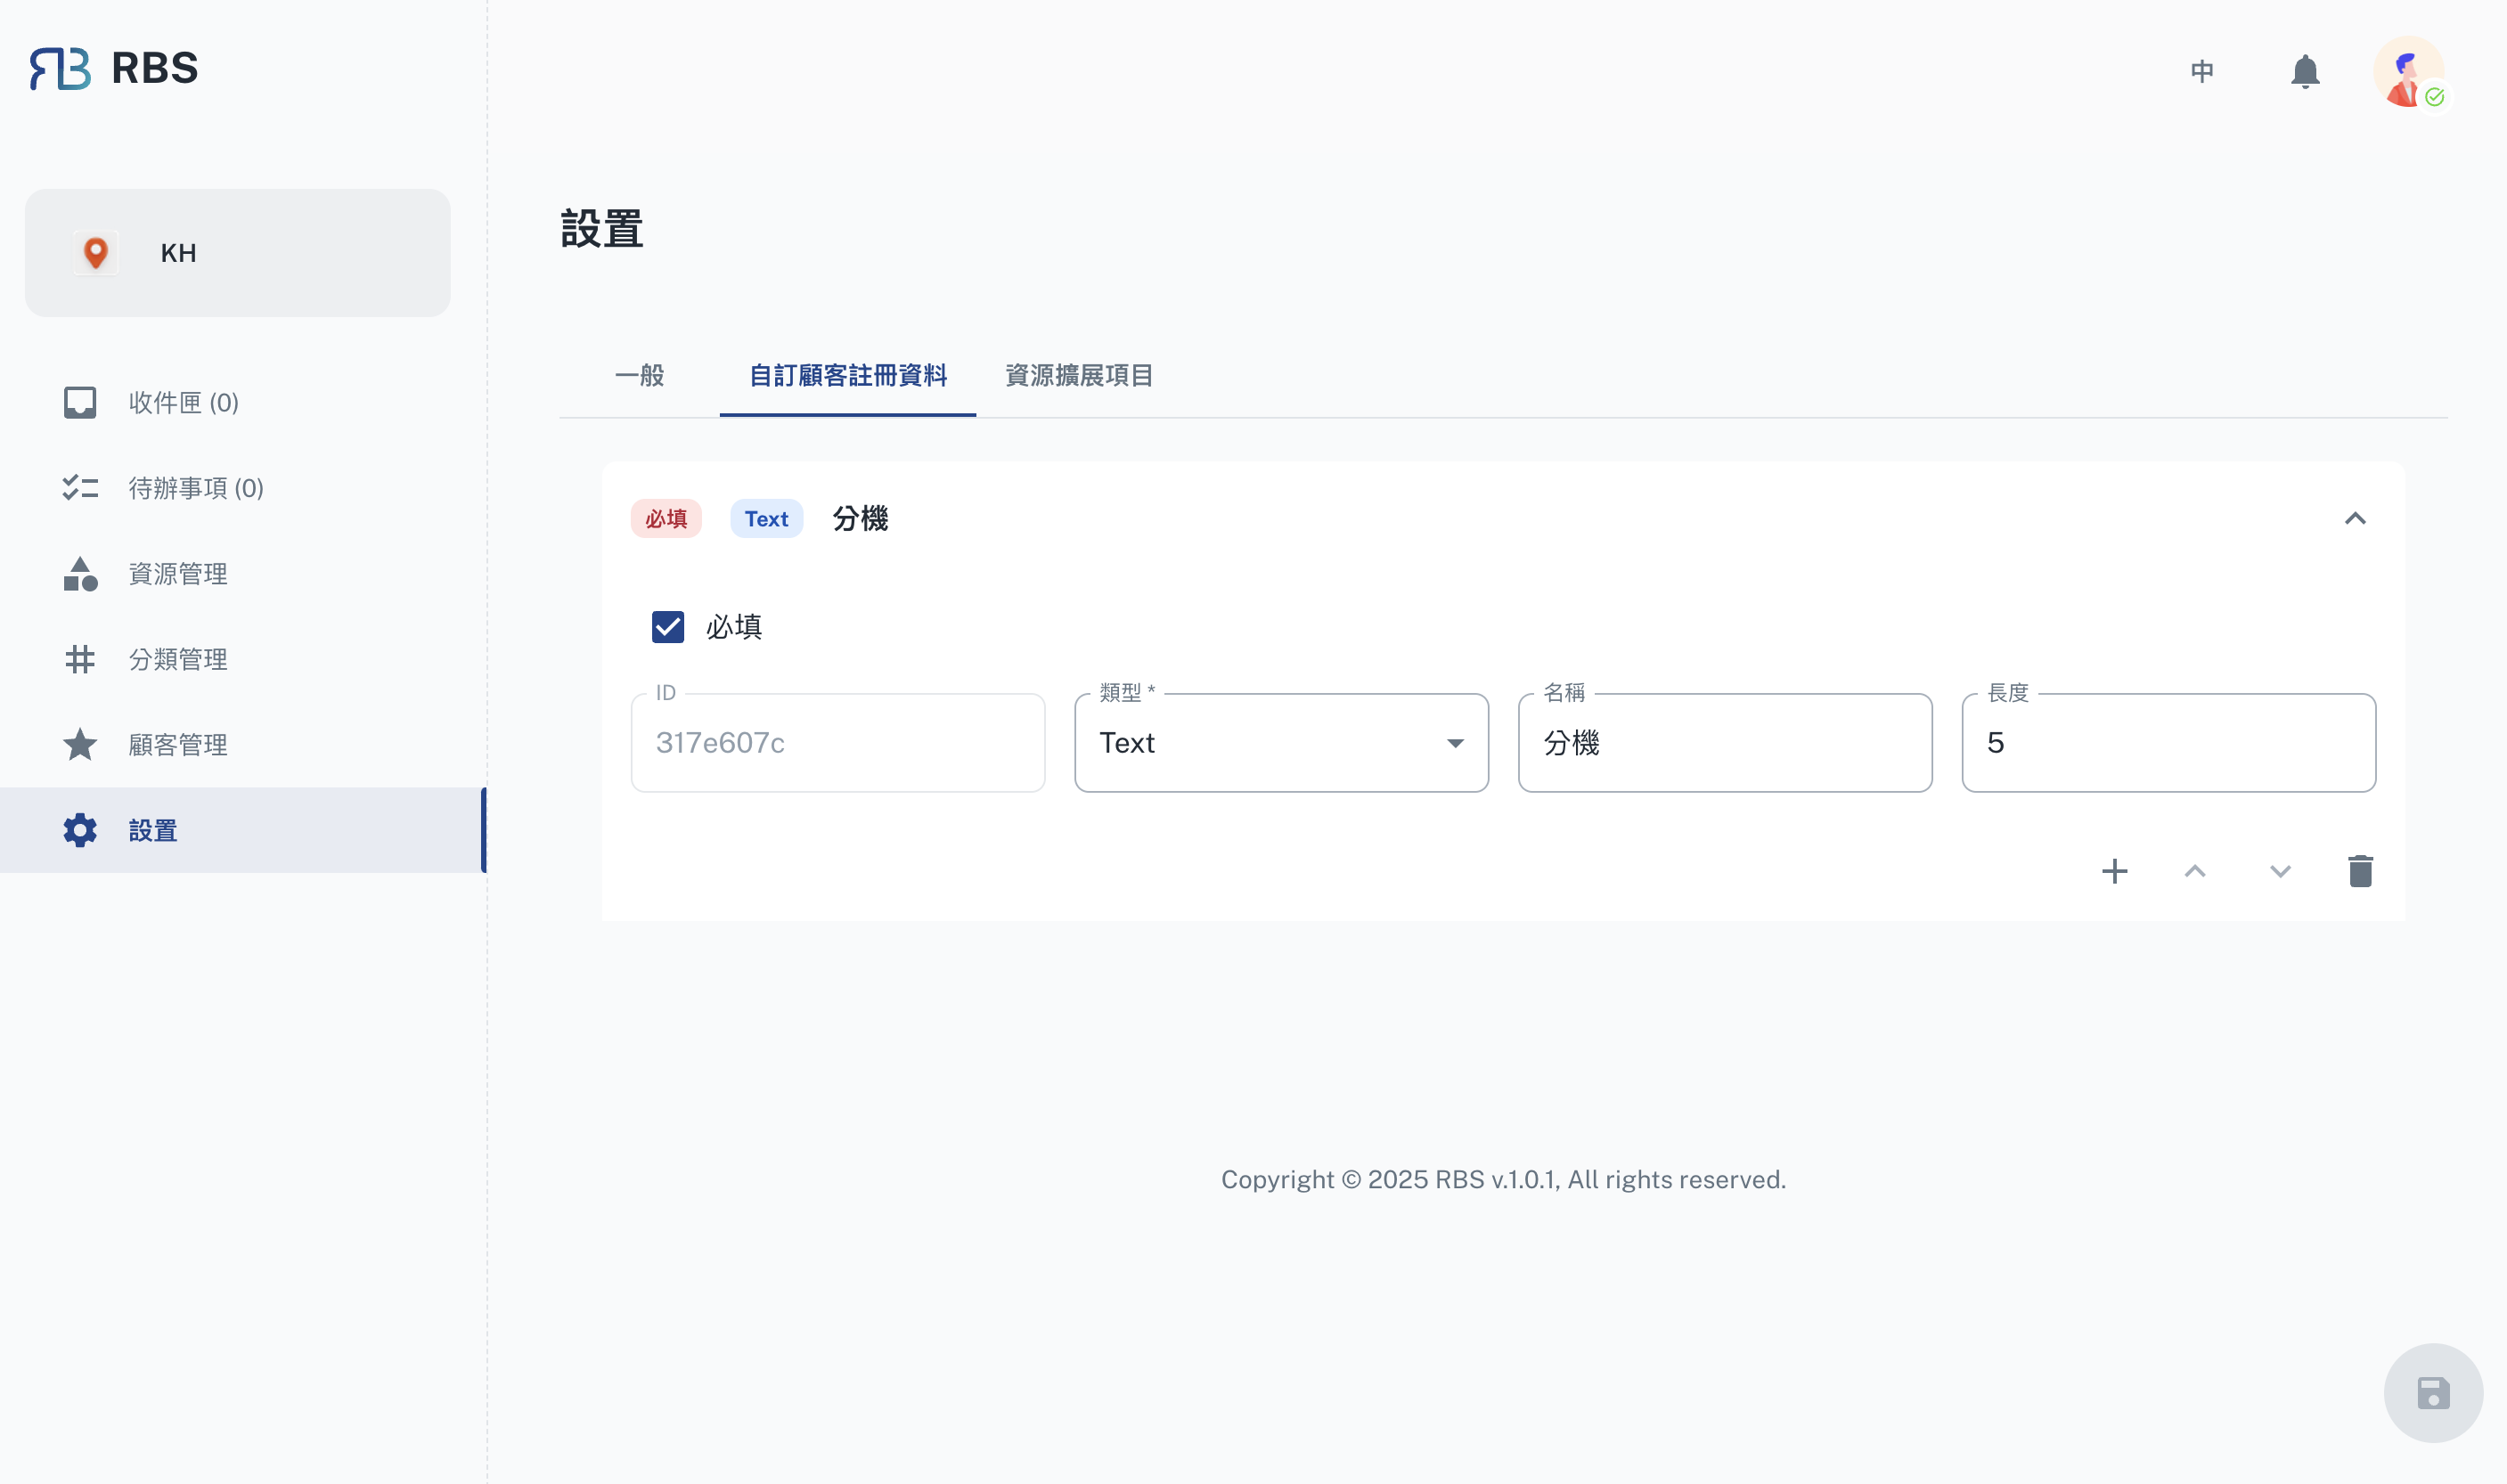 RBS
中
KH
收件匣 (0)
待辦事項 (0)
資源管理
分類管理
顧客管理
設置
設置
一般 自訂顧客註冊資料 資源擴展項目
必填 Text 分機
必填
ID 類型 * 名稱 長度
317e607c Text 分機 5
Copyright © 2025 RBS v.1.0.1, All rights reserved.